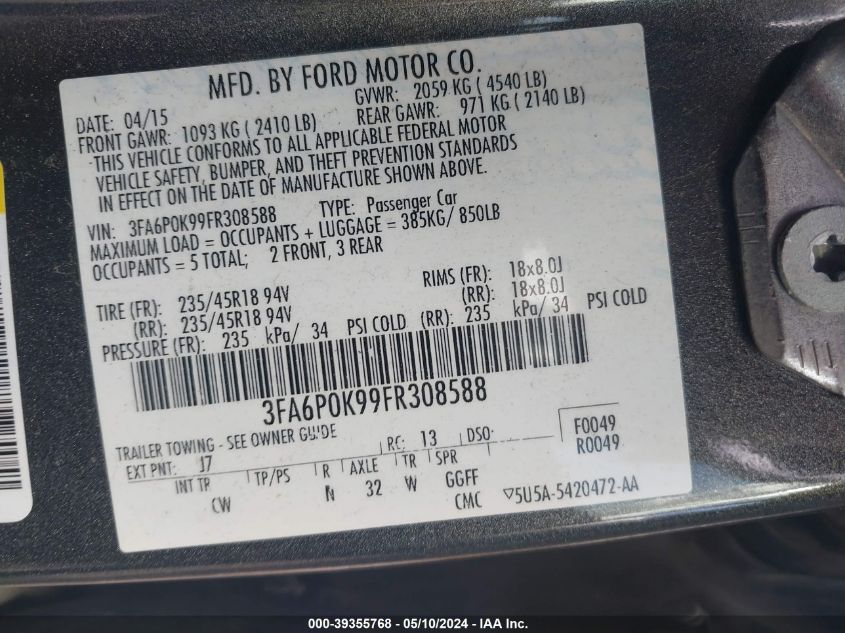 MFD. BY FORD MOTOR CO.
DATE: 04/15 GVWR: 2059 KG ( 4540 LB)
FRONT GAWR: 1093 KG ( 2410 LB) REAR GAWR: 971 KG ( 2140 LB)
THIS VEHICLE CONFORMS TO ALL APPLICABLE FEDERAL MOTOR
VEHICLE SAFETY, BUMPER, AND THEFT PREVENTION STANDARDS
IN EFFECT ON THE DATE OF MANUFACTURE SHOWN ABOVE.
VIN: 3FA6P0K99FR308588 TYPE: Passenger Car
MAXIMUM LOAD = OCCUPANTS + LUGGAGE = 385KG/ 850LB
OCCUPANTS = 5 TOTAL; 2 FRONT, 3 REAR
TIRE (FR): 235/45R18 94V RIMS (FR): 18x8.0J
(RR): 235/45R18 94V (RR): 18x8.0J
PRESSURE (FR): 235 kPa/ 34 PSI COLD (RR): 235 kPa/ 34 PSI COLD
3FA6P0K99FR308588
TRAILER TOWING - SEE OWNER GUIDE
EXT PNT: J7 RC: 13 DSO: F0049
R0049
INT TP TP/PS R AXLE TR SPR
CW N 32 W GGFF
CMC 5U5A-5420472-AA
000-39355768 - 05/10/2024 - IAA Inc.